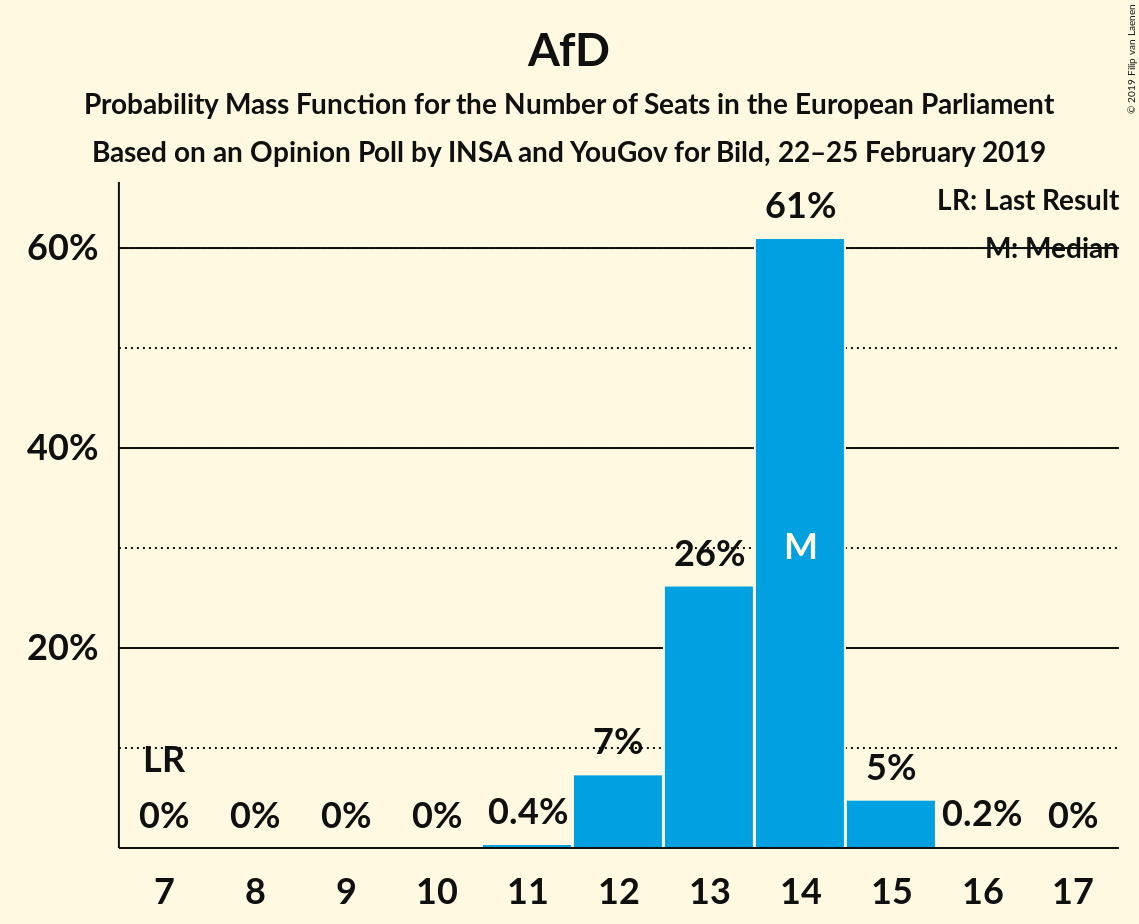 AfD
Probability Mass Function for the Number of Seats in the European Parliament
Based on an Opinion Poll by INSA and YouGov for Bild, 22–25 February 2019
© 2019 Filip van Laenen
LR: Last Result
M: Median
60%
40%
20%
LR
0%
0%
0%
0%
0.4%
7%
26%
61%
M
5%
0.2%
0%
7 8 9 10 11 12 13 14 15 16 17